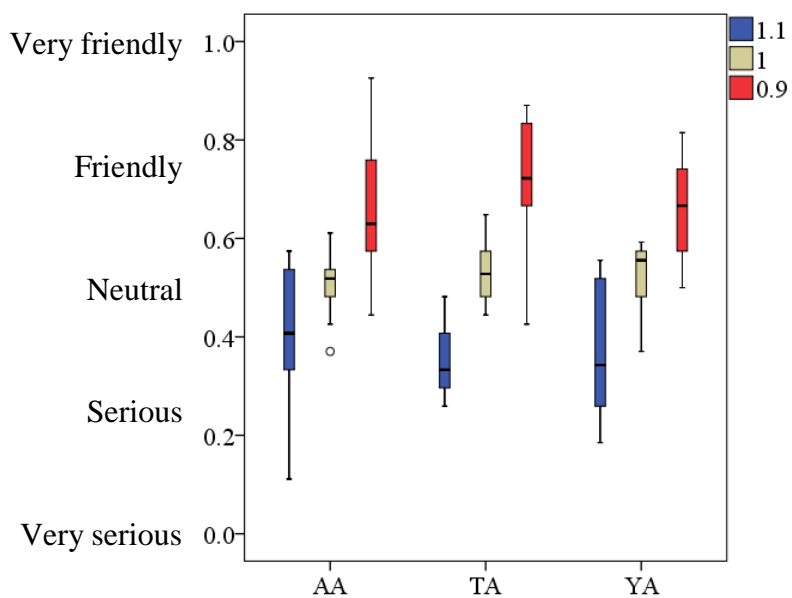 Very friendly 1.0
0.8
Friendly
0.6
Neutral
0.4
Serious
0.2
Very serious 0.0
AA TA YA
1.1
1
0.9